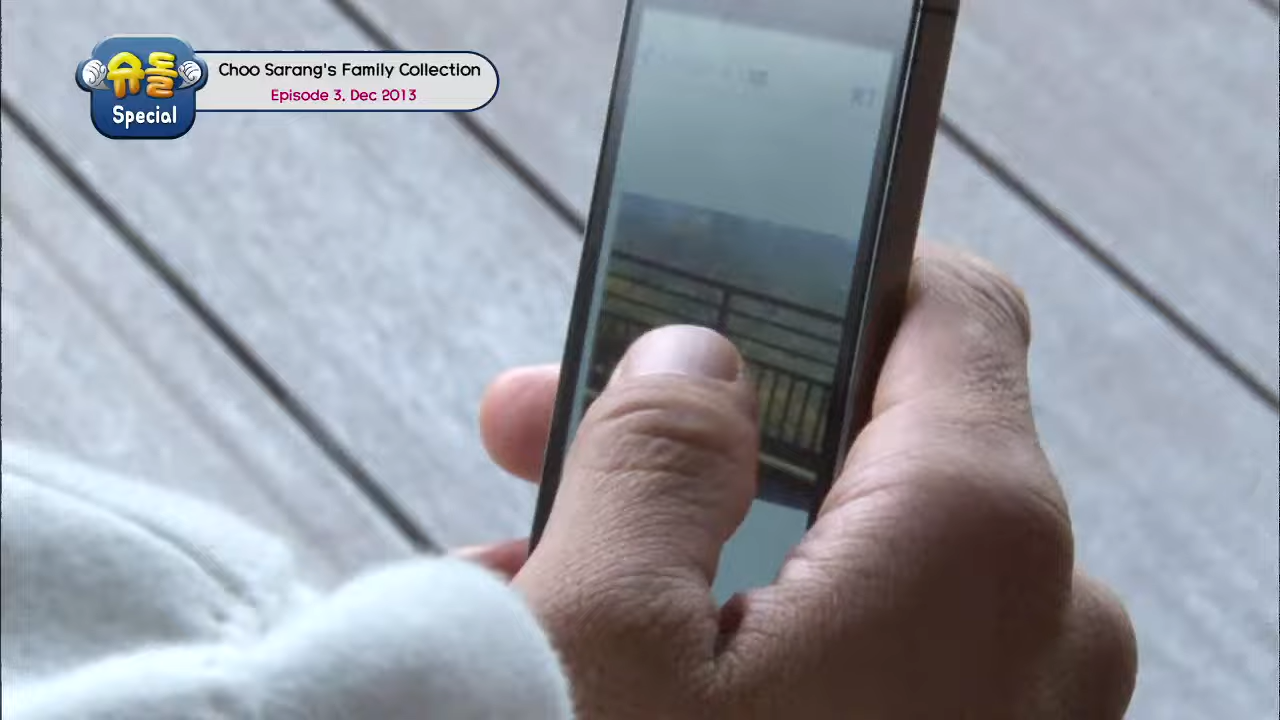 슈돌
Special
Choo Sarang's Family Collection
Episode 3, Dec 2013